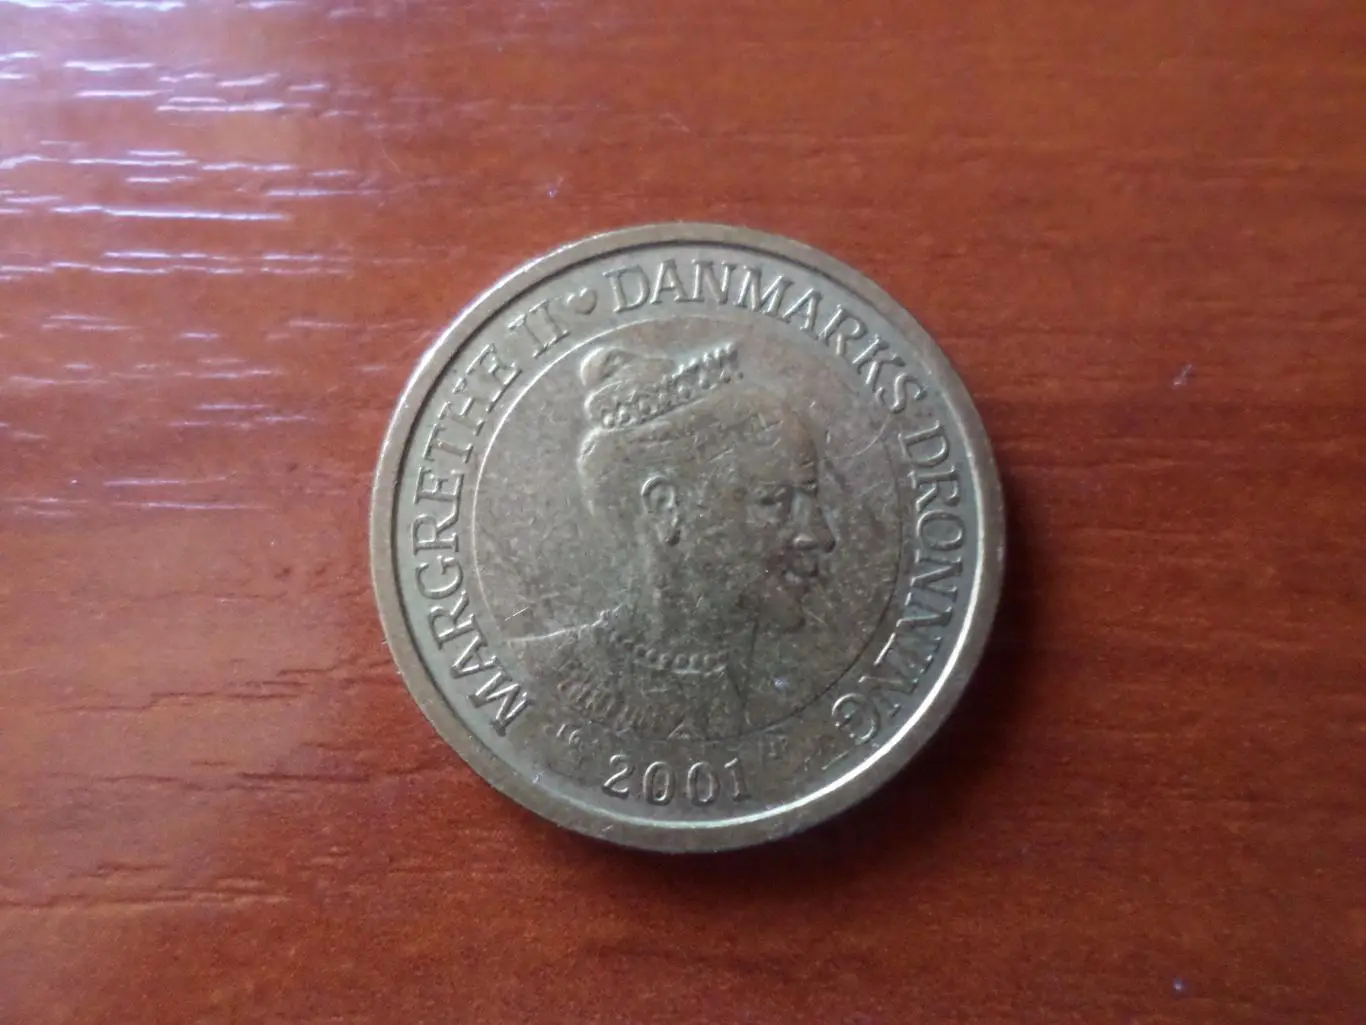 MARGRETHE II ♥ DANMARKS DRONNING
2001